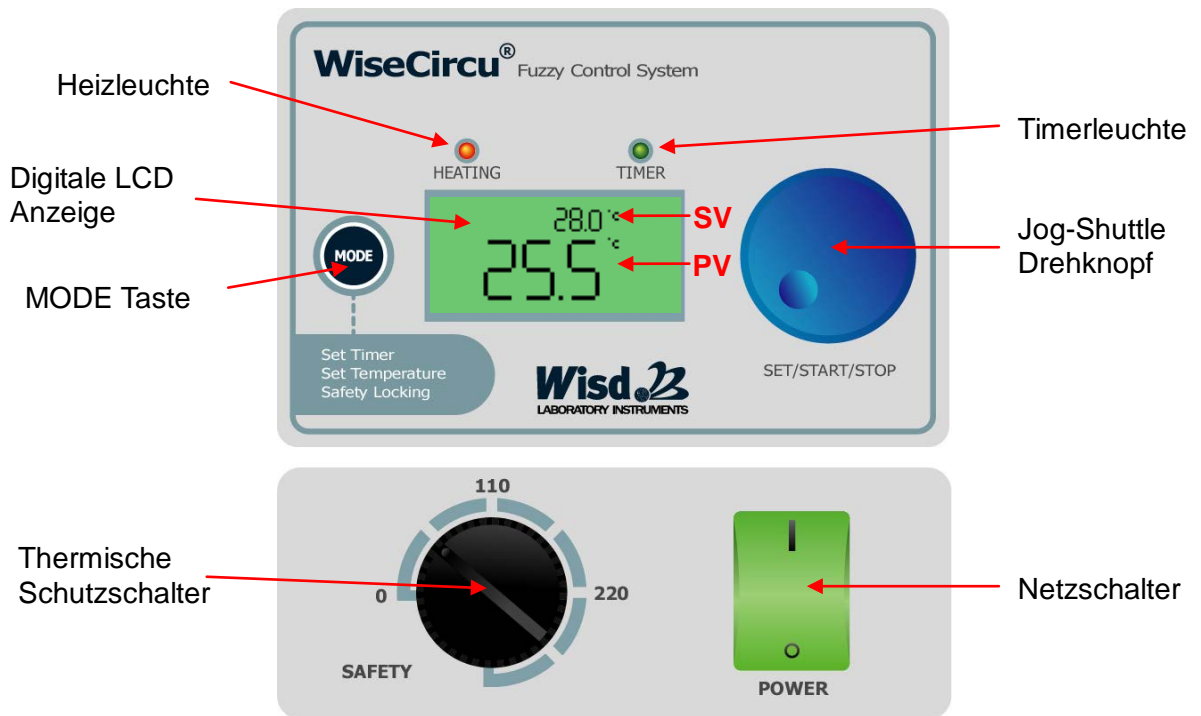 WiseCircu® Fuzzy Control System
Heizleuchte
Timerleuchte
HEATING
TIMER
Digitale LCD
Anzeige
28.0 °C
SV
25.5 °C
PV
Jog-Shuttle
Drehknopf
MODE
MODE Taste
Set Timer
Set Temperature
Safety Locking
Wisd
LABORATORY INSTRUMENTS
SET/START/STOP
110
Thermische
Schutzschalter
0
220
Netzschalter
SAFETY
POWER